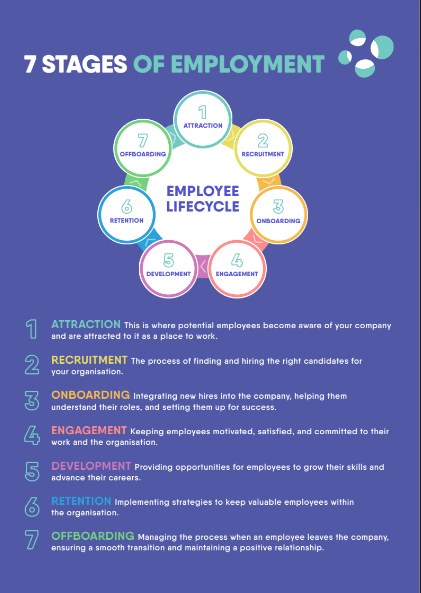 7 STAGES OF EMPLOYMENT
1
ATTRACTION
7
OFFBOARDING
2
RECRUITMENT
EMPLOYEE
LIFECYCLE
6
RETENTION
3
ONBOARDING
5
DEVELOPMENT
4
ENGAGEMENT
1 ATTRACTION This is where potential employees become aware of your company
and are attracted to it as a place to work.
2 RECRUITMENT The process of finding and hiring the right candidates for
your organisation.
3 ONBOARDING Integrating new hires into the company, helping them
understand their roles, and setting them up for success.
4 ENGAGEMENT Keeping employees motivated, satisfied, and committed to their
work and the organisation.
5 DEVELOPMENT Providing opportunities for employees to grow their skills and
advance their careers.
6 RETENTION Implementing strategies to keep valuable employees within
the organisation.
7 OFFBOARDING Managing the process when an employee leaves the company,
ensuring a smooth transition and maintaining a positive relationship.